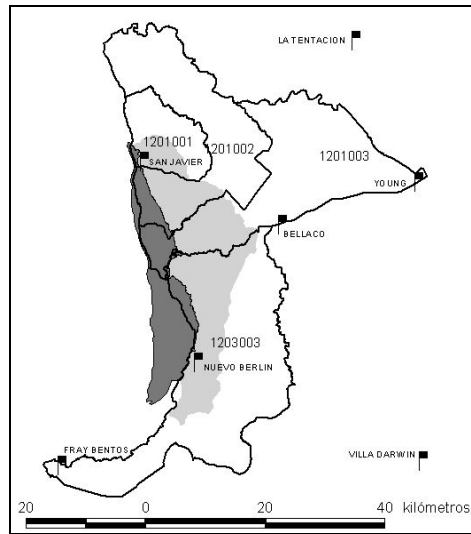 LA TENTACION
1201001
SAN JAVIER
1201002
1201003
YOUNG
BELLACO
1203003
NUEVO BERLIN
FRAY BENTOS
VILLA DARWIN
20 0 20 40 kilómetros